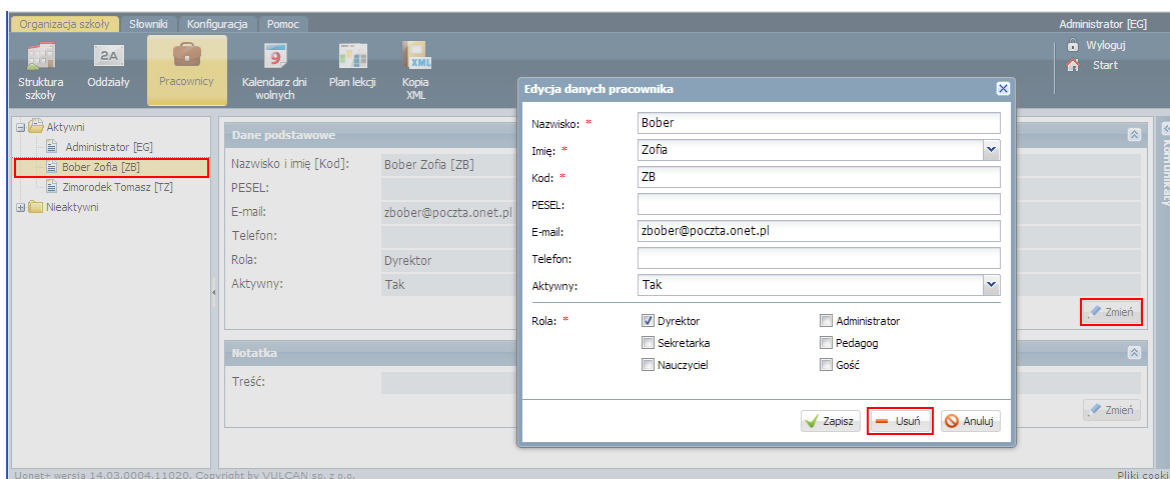 Organizacja szkoły Słowniki Konfiguracja Pomoc Administrator [EG]
Struktura szkoły
2A Oddziały
Pracownicy
9 Kalendarz dni wolnych
Plan lekcji
XML Kopia XML
Wyloguj
Start
Aktywni
Administrator [EG]
Bober Zofia [ZB]
Zimorodek Tomasz [TZ]
Nieaktywni
Dane podstawowe
Nazwisko i imię [Kod]: Bober Zofia [ZB]
PESEL:
E-mail: zbober@poczta.onet.pl
Telefon:
Rola: Dyrektor
Aktywny: Tak
Zmień
Notatka
Treść:
Zmień
Komunikaty
Edycja danych pracownika
Nazwisko: * Bober
Imię: * Zofia
Kod: * ZB
PESEL:
E-mail: zbober@poczta.onet.pl
Telefon:
Aktywny: Tak
Rola: * Dyrektor Administrator
Sekretarka Pedagog
Nauczyciel Gość
Zapisz Usuń Anuluj
Uonet+ wersja 14.03.0004.11020. Copyright by VULCAN sp. z o.o. Pliki cooki